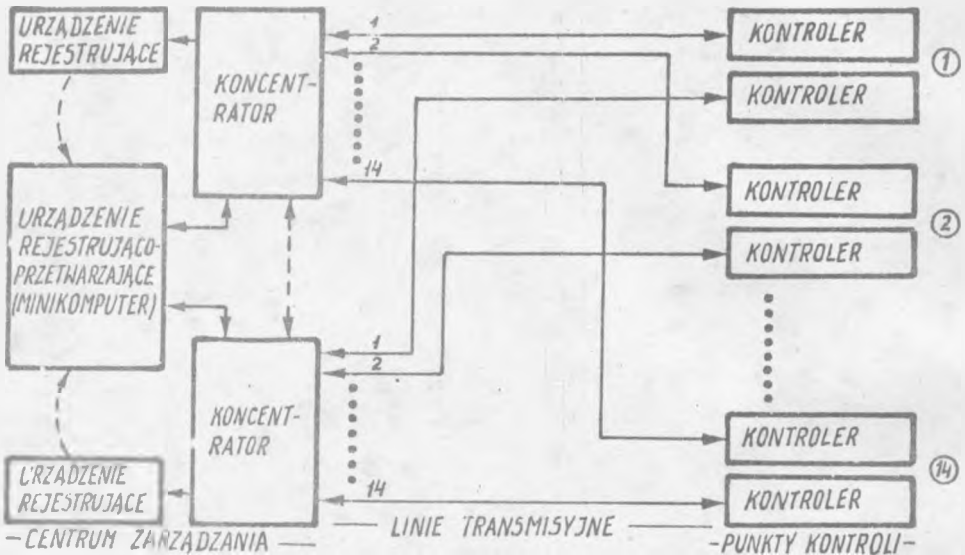 URZĄDZENIE
REJESTRUJĄCE
KONCENT-
RATOR
1
2
14
KONTROLER
KONTROLER
1
KONTROLER
KONTROLER
2
URZĄDZENIE
REJESTRUJĄCO-
PRZETWARZAJĄCE
(MINIKOMPUTER)
KONCENT-
RATOR
1
2
14
KONTROLER
KONTROLER
14
URZĄDZENIE
REJESTRUJĄCE
-CENTRUM ZARZĄDZANIA —
— LINIE TRANSMISYJNE —
-PUNKTY KONTROLI-